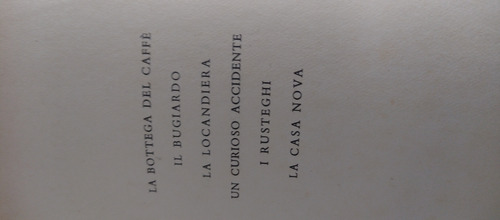 LA BOTTEGA DEL CAFFÈ
IL BUGIARDO
LA LOCANDIERA
UN CURIOSO ACCIDENTE
I RUSTEGHI
LA CASA NOVA